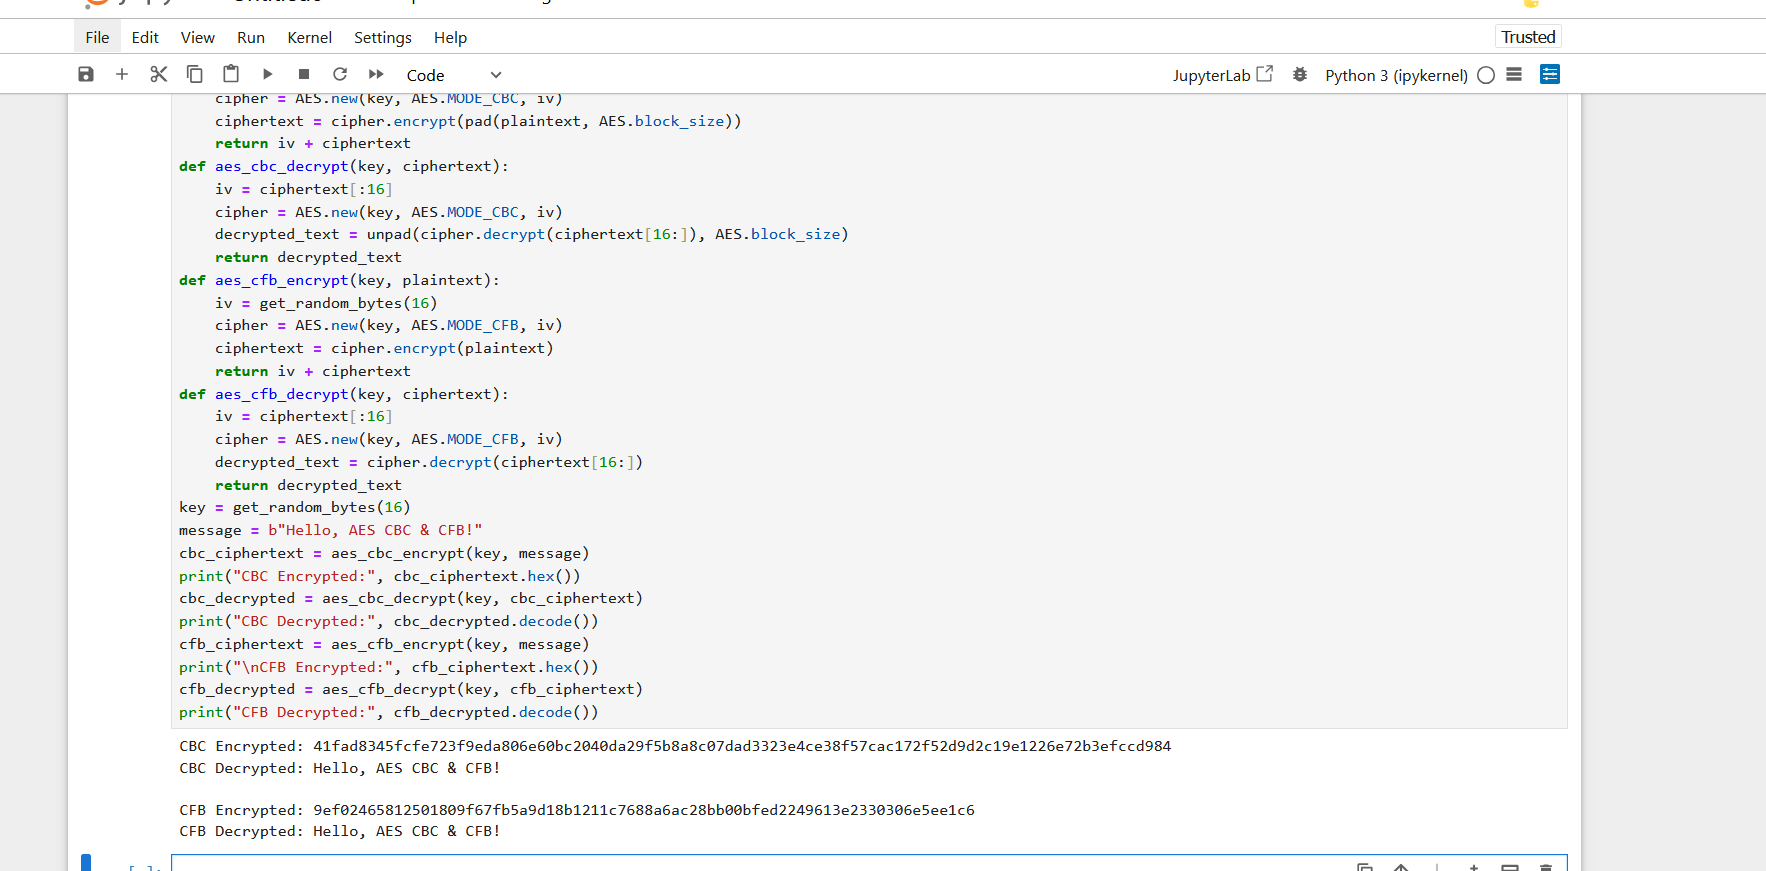 File Edit View Run Kernel Settings Help Trusted
Code JupyterLab Python 3 (ipykernel)
    cipher = AES.new(key, AES.MODE_CBC, iv)
    ciphertext = cipher.encrypt(pad(plaintext, AES.block_size))
    return iv + ciphertext
def aes_cbc_decrypt(key, ciphertext):
    iv = ciphertext[:16]
    cipher = AES.new(key, AES.MODE_CBC, iv)
    decrypted_text = unpad(cipher.decrypt(ciphertext[16:]), AES.block_size)
    return decrypted_text
def aes_cfb_encrypt(key, plaintext):
    iv = get_random_bytes(16)
    cipher = AES.new(key, AES.MODE_CFB, iv)
    ciphertext = cipher.encrypt(plaintext)
    return iv + ciphertext
def aes_cfb_decrypt(key, ciphertext):
    iv = ciphertext[:16]
    cipher = AES.new(key, AES.MODE_CFB, iv)
    decrypted_text = cipher.decrypt(ciphertext[16:])
    return decrypted_text
key = get_random_bytes(16)
message = b"Hello, AES CBC & CFB!"
cbc_ciphertext = aes_cbc_encrypt(key, message)
print("CBC Encrypted:", cbc_ciphertext.hex())
cbc_decrypted = aes_cbc_decrypt(key, cbc_ciphertext)
print("CBC Decrypted:", cbc_decrypted.decode())
cfb_ciphertext = aes_cfb_encrypt(key, message)
print("\nCFB Encrypted:", cfb_ciphertext.hex())
cfb_decrypted = aes_cfb_decrypt(key, cfb_ciphertext)
print("CFB Decrypted:", cfb_decrypted.decode())
CBC Encrypted: 41fad8345fcfe723f9eda806e60bc2040da29f5b8a8c07dad3323e4ce38f57cac172f52d9d2c19e1226e72b3efccd984
CBC Decrypted: Hello, AES CBC & CFB!
CFB Encrypted: 9ef02465812501809f67fb5a9d18b1211c7688a6ac28bb00bfed2249613e2330306e5ee1c6
CFB Decrypted: Hello, AES CBC & CFB!